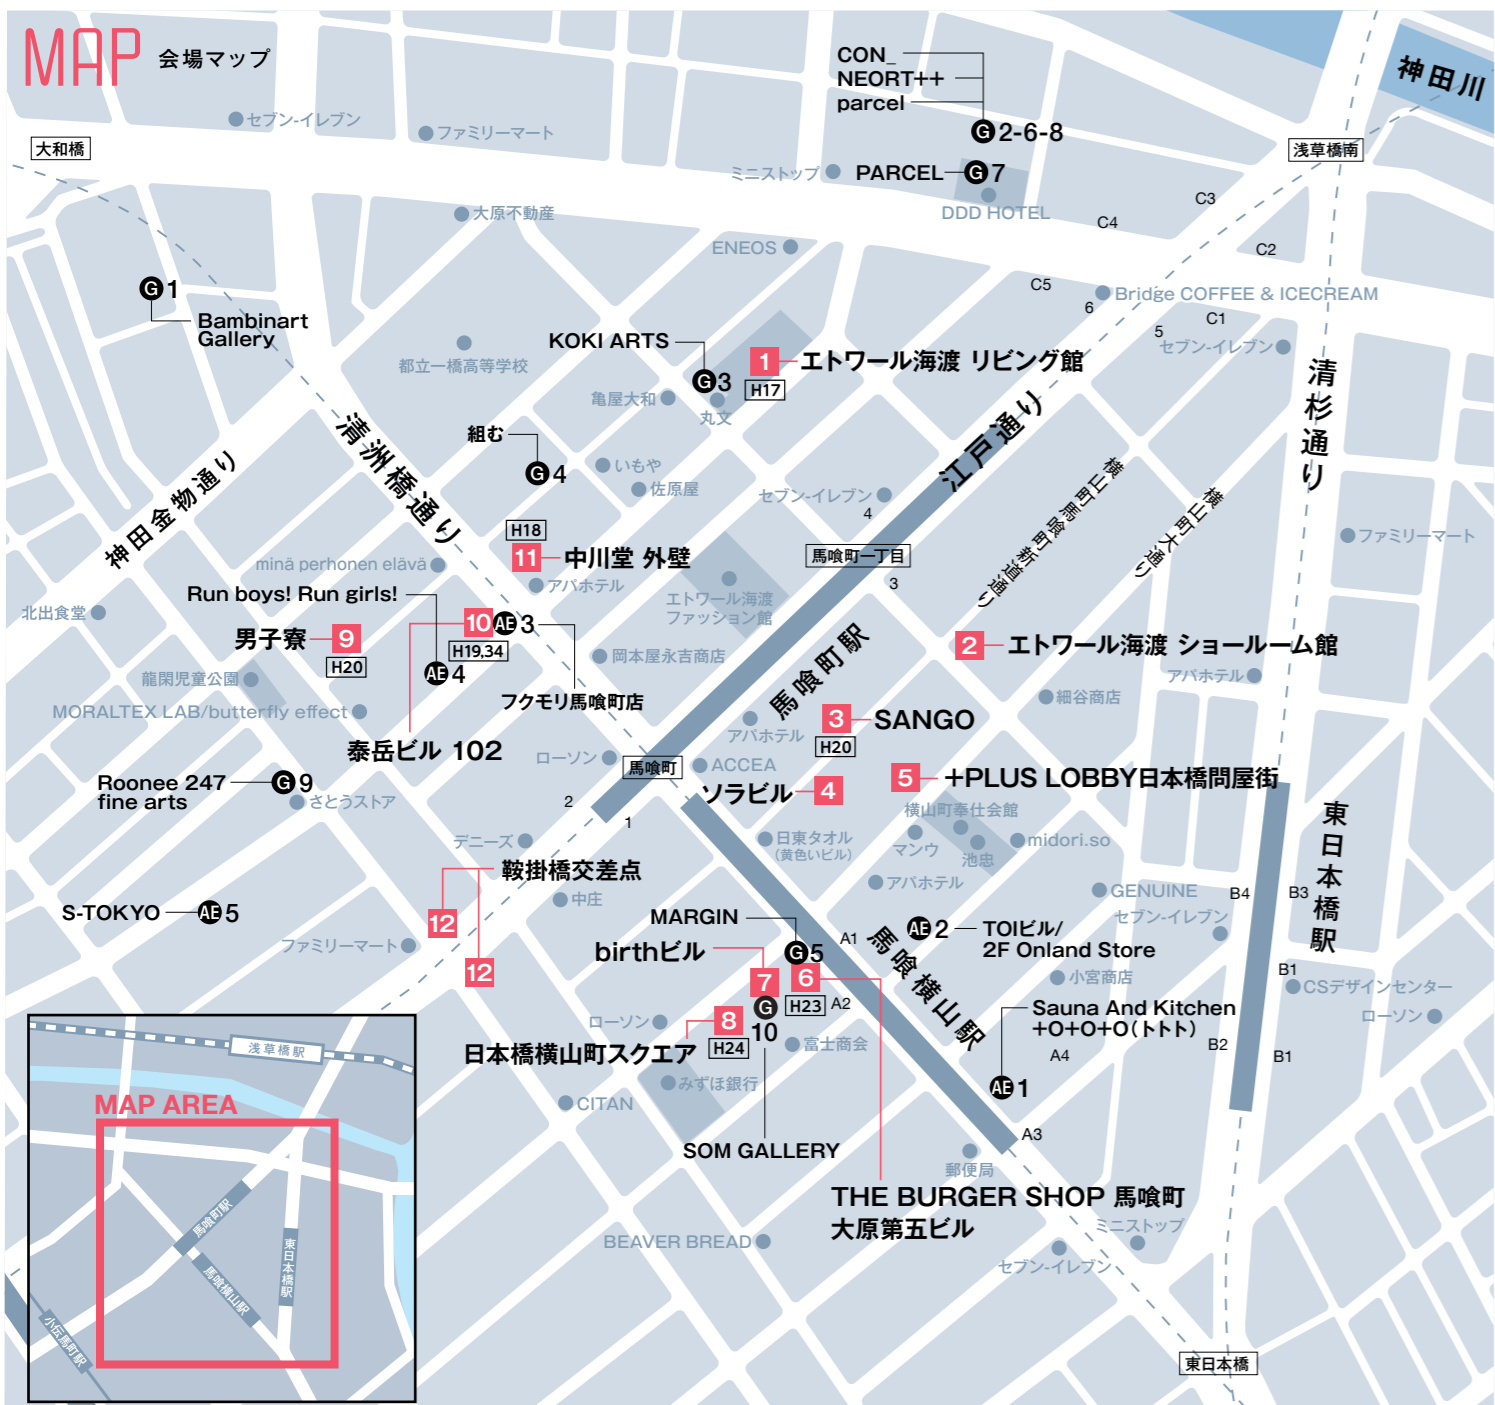 MAP 会場マップ
CON_
NEORT++
parcel
G 2-6-8
神田川
セブン-イレブン
ファミリーマート
大和橋
浅草橋南
ミニストップ
PARCEL
G 7
DDD HOTEL
大原不動産
C3
C4
ENEOS
C2
C5
G 1
Bridge COFFEE & ICECREAM
6
Bambinart
Gallery
C1
5
セブン-イレブン
KOKI ARTS
都立一橋高等学校
1 エトワール海渡 リビング館
H17
G 3
亀屋大和
丸文
清杉通り
清洲橋通り
江戸通り
組む
G 4
いもや
佐原屋
神田金物通り
セブン-イレブン
4
横山町馬喰町新道通り
横山町大通り
H18
11 中川堂 外壁
馬喰町一丁目
3
ファミリーマート
minä perhonen elävä
アパホテル
エトワール海渡
ファッション館
Run boys! Run girls!
北出食堂
男子寮 9
H20
10 AE 3
H19,34
AE 4
岡本屋永吉商店
馬喰町駅
2 エトワール海渡 ショールーム館
アパホテル
細谷商店
龍閑児童公園
フクモリ馬喰町店
MORALTEX LAB/butterfly effect
3 SANGO
H20
アパホテル
泰岳ビル 102
ローソン
馬喰町
ACCEA
ソラビル 4
5 +PLUS LOBBY日本橋問屋街
Roonee 247
fine arts
G 9
さとうストア
2
1
横山町奉仕会館
マンウ
池忠
midori.so
日東タオル
(黄色いビル)
東日本橋駅
デニーズ
鞍掛橋交差点
中庄
アパホテル
GENUINE
B4
B3
セブン-イレブン
S-TOKYO
AE 5
12
12
ファミリーマート
MARGIN
G 5
A1
馬喰横山駅
AE 2
TOIビル/
2F Onland Store
birthビル
7
6
H23
A2
小宮商店
B1
CSデザインセンター
ローソン
G
10
8
H24
日本橋横山町スクエア
ローソン
富士商会
Sauna And Kitchen
+O+O+O(トトト)
A4
B2
B1
みずほ銀行
CITAN
AE 1
SOM GALLERY
A3
郵便局
THE BURGER SHOP 馬喰町
大原第五ビル
ミニストップ
BEAVER BREAD
セブン-イレブン
東日本橋
浅草橋駅
MAP AREA
馬喰町駅
馬喰横山駅
東日本橋駅
小伝馬町駅